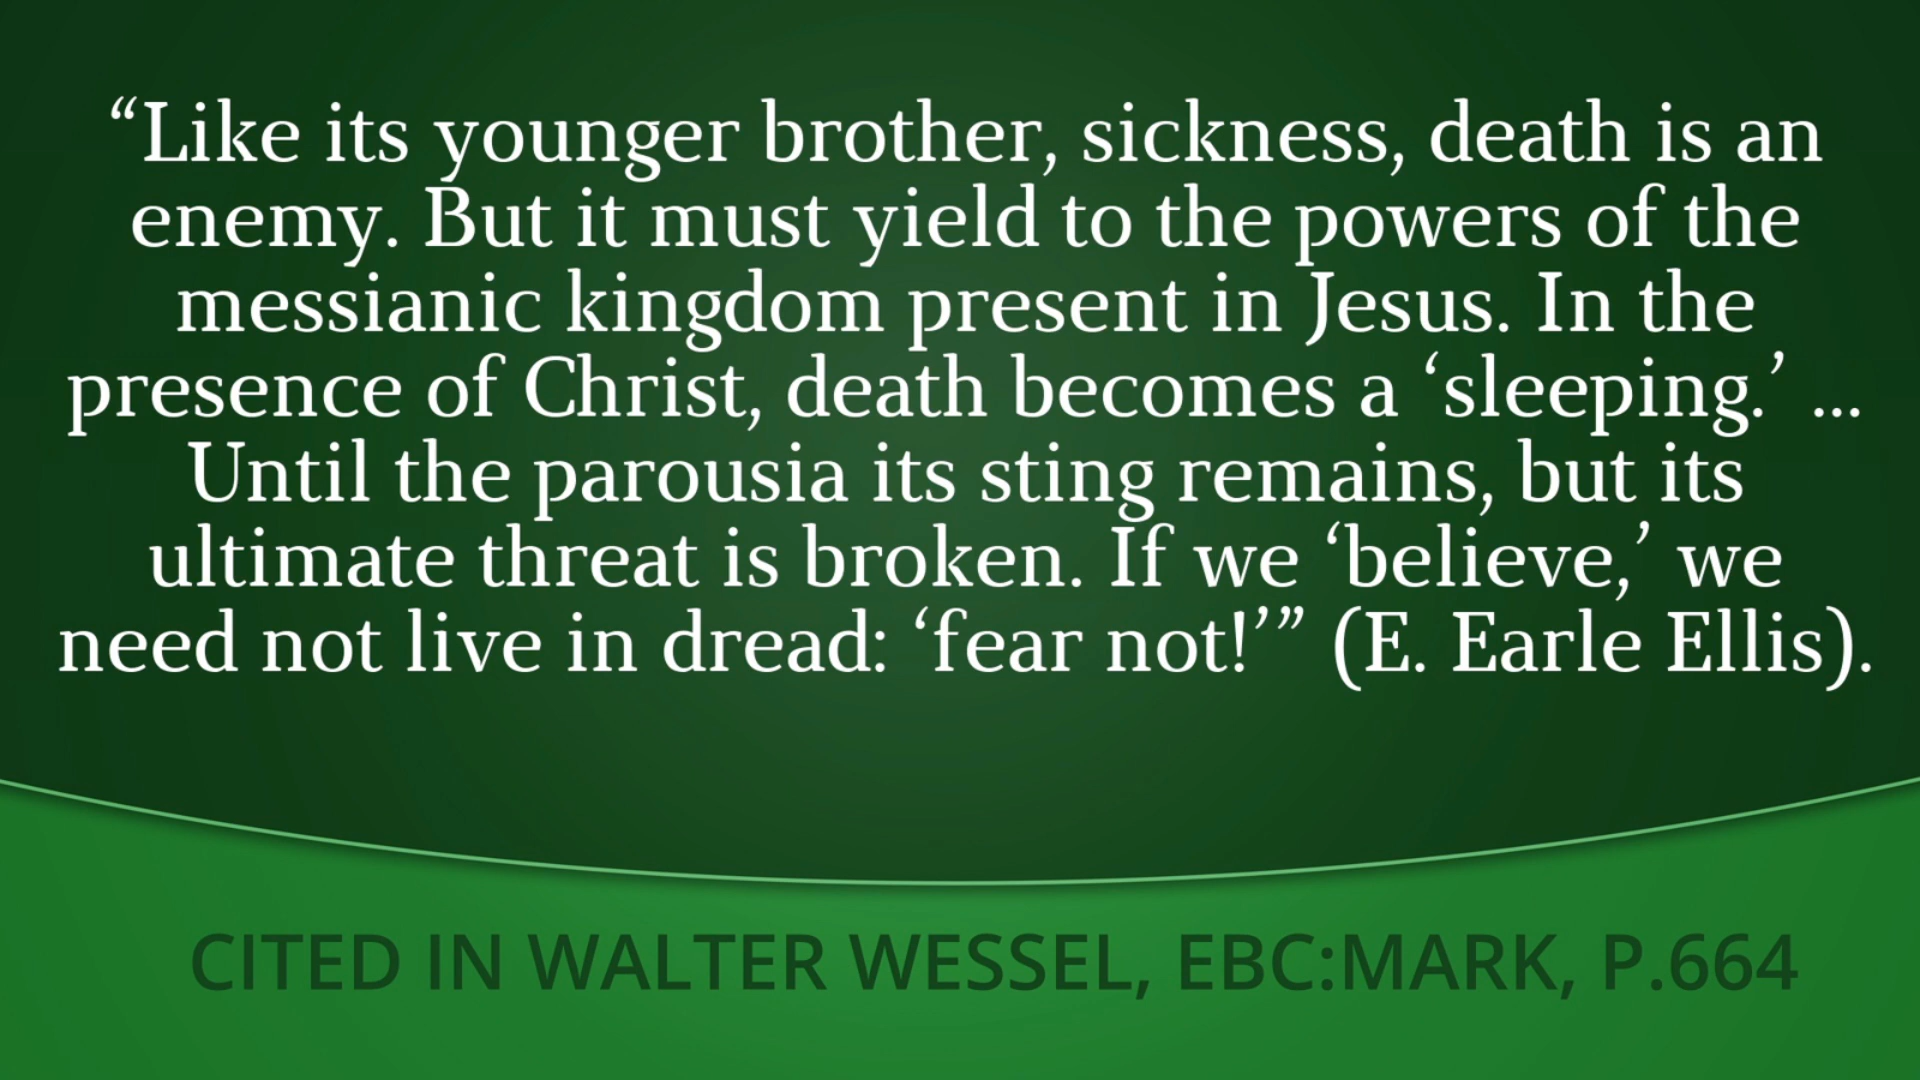 “Like its younger brother, sickness, death is an
enemy. But it must yield to the powers of the
messianic kingdom present in Jesus. In the
presence of Christ, death becomes a ‘sleeping.’ ...
Until the parousia its sting remains, but its
ultimate threat is broken. If we ‘believe,’ we
need not live in dread: ‘fear not!’” (E. Earle Ellis).
CITED IN WALTER WESSEL, EBC:MARK, P.664